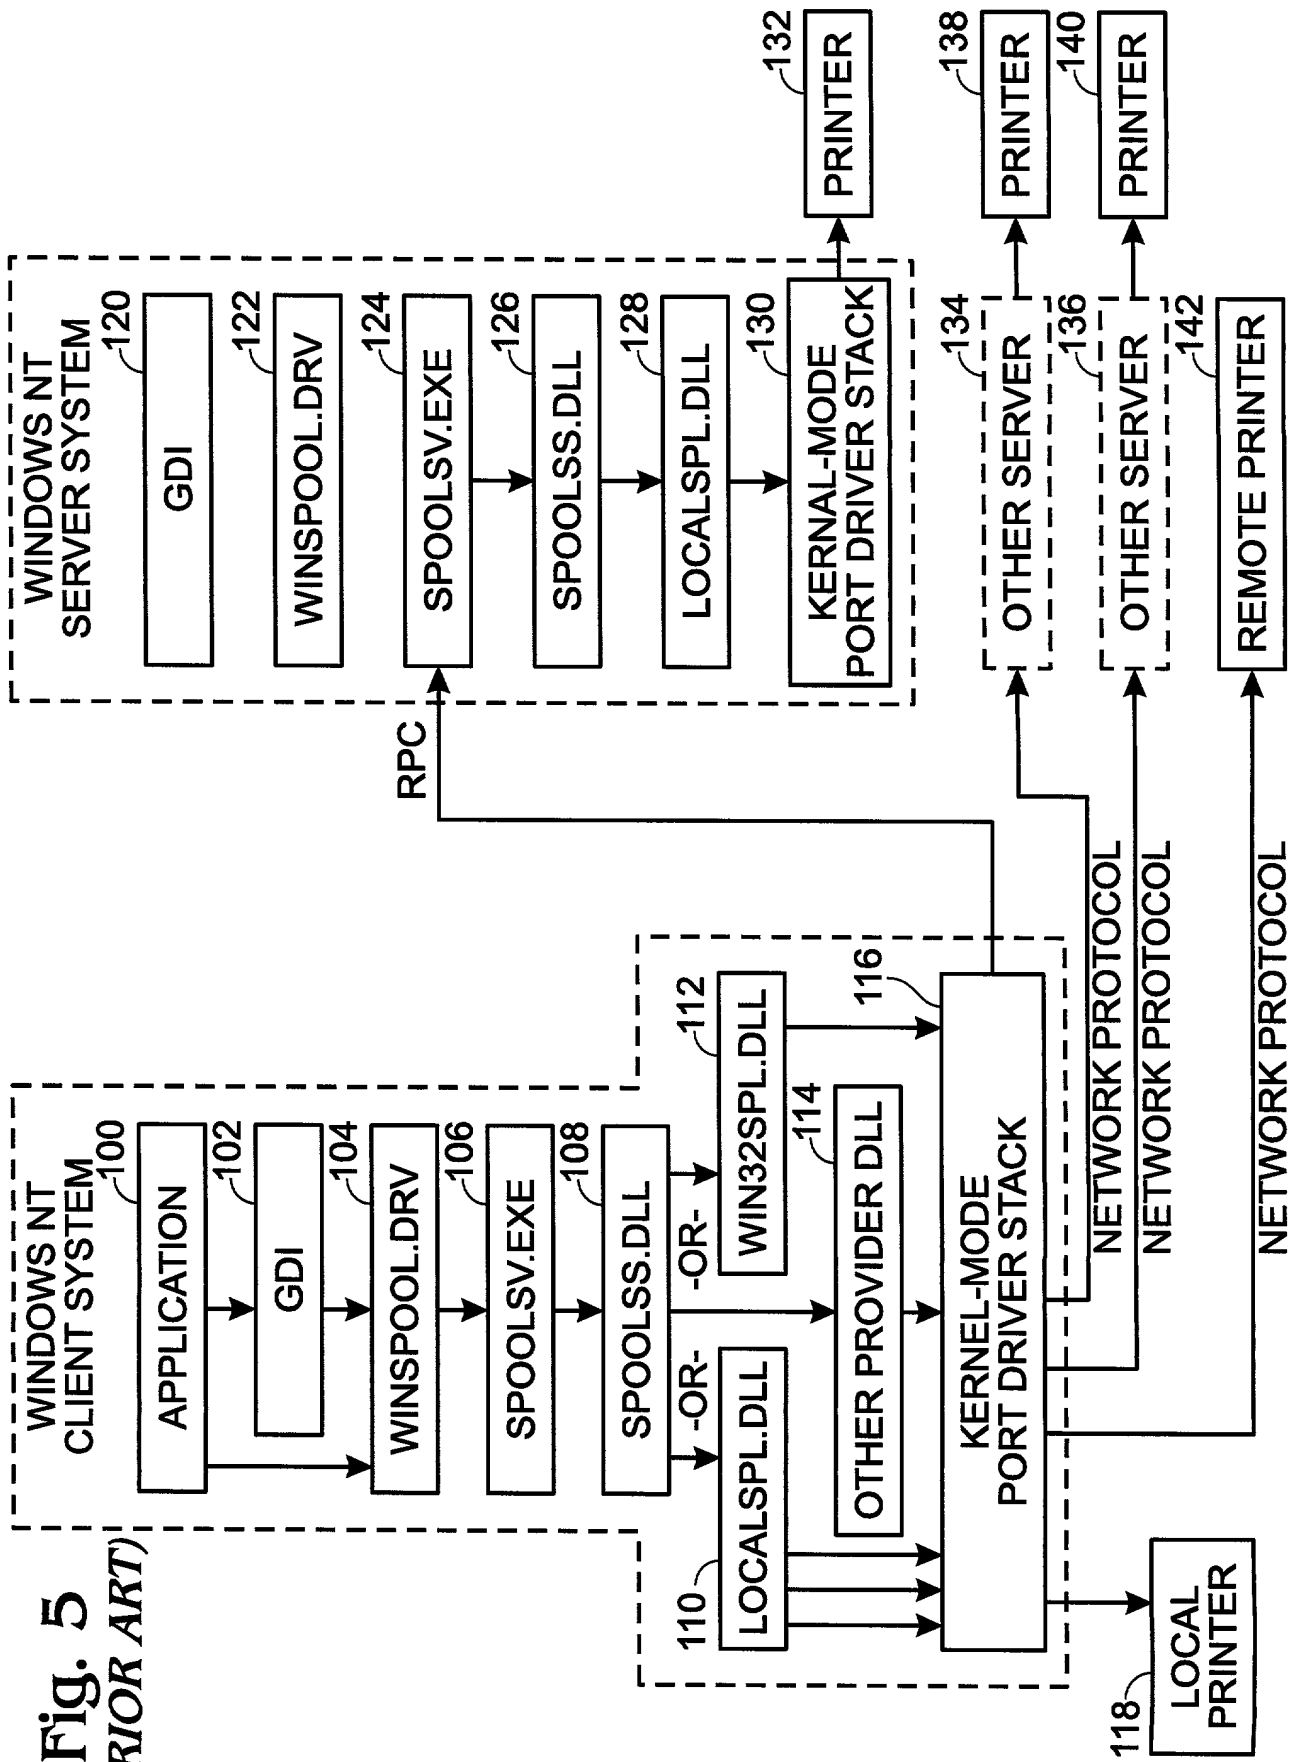 Fig. 5
RIOR ART)
WINDOWS NT
CLIENT SYSTEM
100
APPLICATION
102
GDI
104
WINSPOOL.DRV
106
SPOOLSV.EXE
108
SPOOLSS.DLL
-OR-
-OR-
110
LOCALSPL.DLL
112
WIN32SPL.DLL
114
OTHER PROVIDER DLL
116
KERNEL-MODE
PORT DRIVER STACK
118
LOCAL
PRINTER
RPC
NETWORK PROTOCOL
NETWORK PROTOCOL
NETWORK PROTOCOL
WINDOWS NT
SERVER SYSTEM
120
GDI
122
WINSPOOL.DRV
124
SPOOLSV.EXE
126
SPOOLSS.DLL
128
LOCALSPL.DLL
130
KERNAL-MODE
PORT DRIVER STACK
132
PRINTER
134
OTHER SERVER
138
PRINTER
136
OTHER SERVER
140
PRINTER
142
REMOTE PRINTER